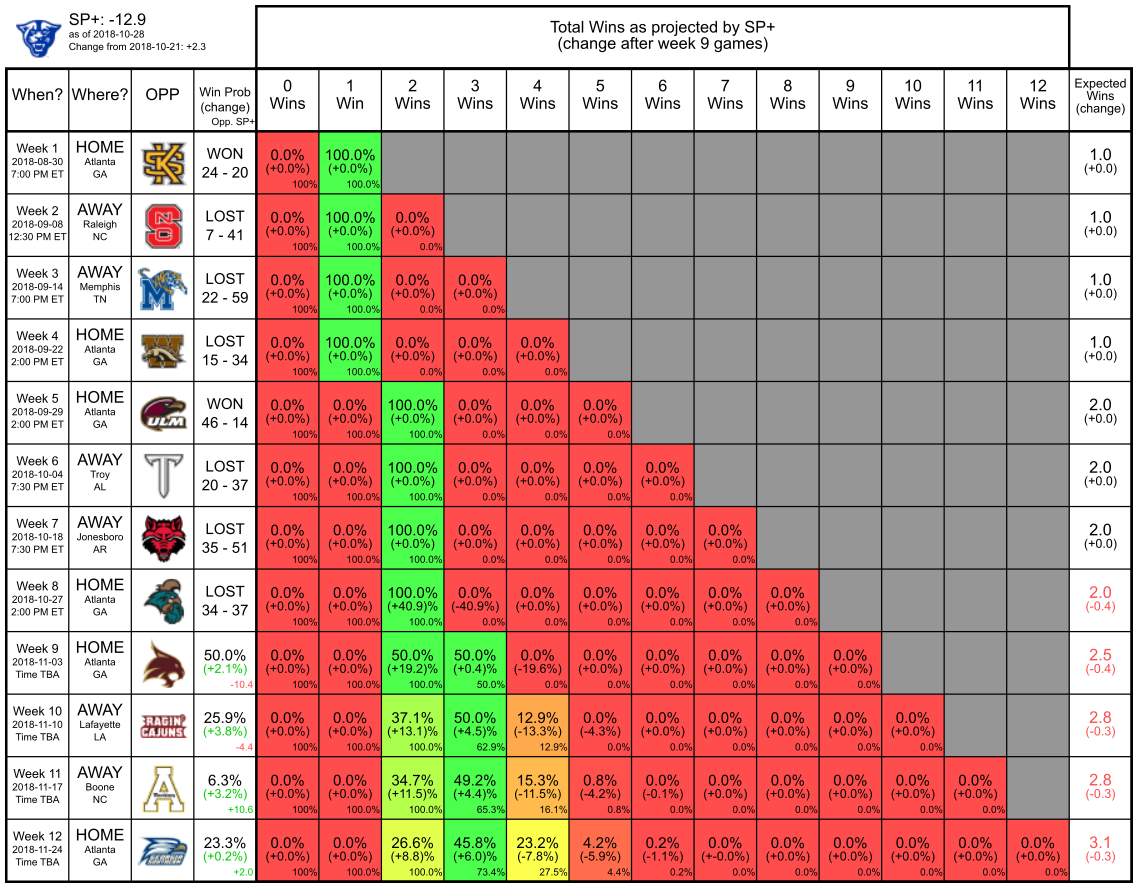 SP+: -12.9
as of 2018-10-28
Change from 2018-10-21: +2.3
Total Wins as projected by SP+
(change after week 9 games)
When? Where? OPP Win Prob (change) Opp. SP+ 0 Wins 1 Win 2 Wins 3 Wins 4 Wins 5 Wins 6 Wins 7 Wins 8 Wins 9 Wins 10 Wins 11 Wins 12 Wins Expected Wins (change)
Week 1 HOME WON 0.0% 100.0% 1.0
2018-08-30 Atlanta 24 - 20 (+0.0%) (+0.0%) (+0.0)
7:00 PM ET GA 100% 100.0%
Week 2 AWAY LOST 0.0% 100.0% 0.0% 1.0
2018-09-08 Raleigh 7 - 41 (+0.0%) (+0.0%) (+0.0%) (+0.0)
12:30 PM ET NC 100% 100.0% 0.0%
Week 3 AWAY LOST 0.0% 100.0% 0.0% 0.0% 1.0
2018-09-14 Memphis 22 - 59 (+0.0%) (+0.0%) (+0.0%) (+0.0%) (+0.0)
7:00 PM ET TN 100% 100.0% 0.0% 0.0%
Week 4 HOME LOST 0.0% 100.0% 0.0% 0.0% 0.0% 1.0
2018-09-22 Atlanta 15 - 34 (+0.0%) (+0.0%) (+0.0%) (+0.0%) (+0.0%) (+0.0)
2:00 PM ET GA 100% 100.0% 0.0% 0.0% 0.0%
Week 5 HOME ULM WON 0.0% 0.0% 100.0% 0.0% 0.0% 0.0% 2.0
2018-09-29 Atlanta 46 - 14 (+0.0%) (+0.0%) (+0.0%) (+0.0%) (+0.0%) (+0.0%) (+0.0)
2:00 PM ET GA 100% 100.0% 100.0% 0.0% 0.0% 0.0%
Week 6 AWAY T LOST 0.0% 0.0% 100.0% 0.0% 0.0% 0.0% 0.0% 2.0
2018-10-04 Troy 20 - 37 (+0.0%) (+0.0%) (+0.0%) (+0.0%) (+0.0%) (+0.0%) (+0.0%) (+0.0)
7:30 PM ET AL 100% 100.0% 100.0% 0.0% 0.0% 0.0% 0.0%
Week 7 AWAY LOST 0.0% 0.0% 100.0% 0.0% 0.0% 0.0% 0.0% 0.0% 2.0
2018-10-18 Jonesboro 35 - 51 (+0.0%) (+0.0%) (+0.0%) (+0.0%) (+0.0%) (+0.0%) (+0.0%) (+0.0%) (+0.0)
7:30 PM ET AR 100% 100.0% 100.0% 0.0% 0.0% 0.0% 0.0% 0.0%
Week 8 HOME LOST 0.0% 0.0% 100.0% 0.0% 0.0% 0.0% 0.0% 0.0% 0.0% 2.0
2018-10-27 Atlanta 34 - 37 (+0.0%) (+0.0%) (+40.9)% (-40.9%) (+0.0%) (+0.0%) (+0.0%) (+0.0%) (+0.0%) (-0.4)
2:00 PM ET GA 100% 100.0% 100.0% 0.0% 0.0% 0.0% 0.0% 0.0% 0.0%
Week 9 HOME 50.0% 0.0% 0.0% 50.0% 50.0% 0.0% 0.0% 0.0% 0.0% 0.0% 0.0% 2.5
2018-11-03 Atlanta (+2.1%) (+0.0%) (+0.0%) (+19.2)% (+0.4)% (-19.6%) (+0.0%) (+0.0%) (+0.0%) (+0.0%) (+0.0%) (-0.4)
Time TBA GA -10.4 100% 100.0% 100.0% 50.0% 0.0% 0.0% 0.0% 0.0% 0.0% 0.0%
Week 10 AWAY RAGIN' CAJUNS 25.9% 0.0% 0.0% 37.1% 50.0% 12.9% 0.0% 0.0% 0.0% 0.0% 0.0% 0.0% 2.8
2018-11-10 Lafayette (+3.8%) (+0.0%) (+0.0%) (+13.1)% (+4.5)% (-13.3%) (-4.3%) (+0.0%) (+0.0%) (+0.0%) (+0.0%) (+0.0%) (-0.3)
Time TBA LA -4.4 100% 100.0% 100.0% 62.9% 12.9% 0.0% 0.0% 0.0% 0.0% 0.0% 0.0%
Week 11 AWAY A 6.3% 0.0% 0.0% 34.7% 49.2% 15.3% 0.8% 0.0% 0.0% 0.0% 0.0% 0.0% 0.0% 2.8
2018-11-17 Boone (+3.2%) (+0.0%) (+0.0%) (+11.5)% (+4.4)% (-11.5%) (-4.2%) (-0.1%) (+0.0%) (+0.0%) (+0.0%) (+0.0%) (+0.0%) (-0.3)
Time TBA NC +10.6 100% 100.0% 100.0% 65.3% 16.1% 0.8% 0.0% 0.0% 0.0% 0.0% 0.0% 0.0%
Week 12 HOME 23.3% 0.0% 0.0% 26.6% 45.8% 23.2% 4.2% 0.2% 0.0% 0.0% 0.0% 0.0% 0.0% 0.0% 3.1
2018-11-24 Atlanta (+0.2%) (+0.0%) (+0.0%) (+8.8)% (+6.0)% (-7.8%) (-5.9%) (-1.1%) (+-0.0%) (+0.0%) (+0.0%) (+0.0%) (+0.0%) (+0.0%) (-0.3)
Time TBA GA +2.0 100% 100.0% 100.0% 73.4% 27.5% 4.4% 0.2% 0.0% 0.0% 0.0% 0.0% 0.0% 0.0%